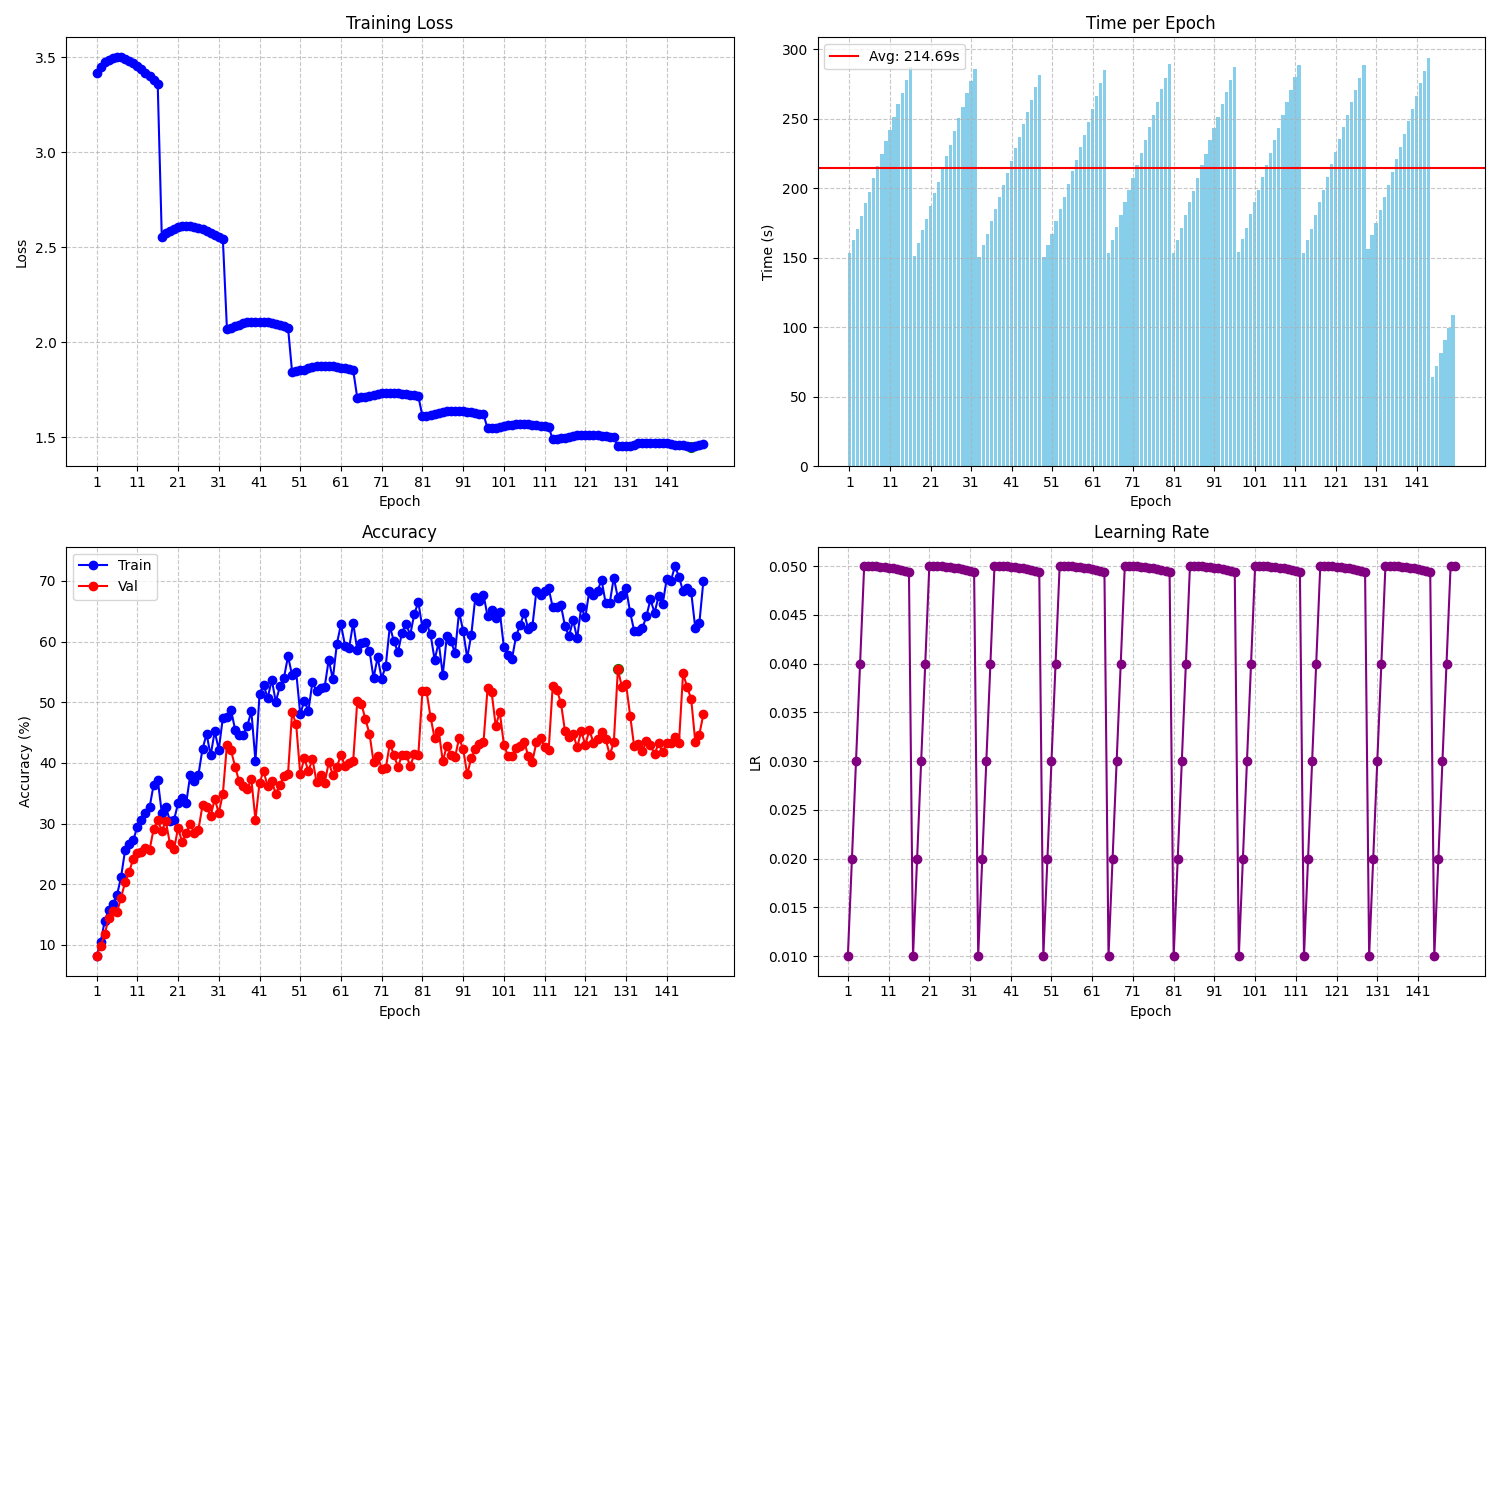 Training Loss
3.5
3.0
2.5
2.0
1.5
Loss
1 11 21 31 41 51 61 71 81 91 101 111 121 131 141
Epoch
Time per Epoch
Avg: 214.69s
300
250
200
150
100
50
0
Time (s)
1 11 21 31 41 51 61 71 81 91 101 111 121 131 141
Epoch
Accuracy
Train
Val
70
60
50
40
30
20
10
Accuracy (%)
1 11 21 31 41 51 61 71 81 91 101 111 121 131 141
Epoch
Learning Rate
0.050
0.045
0.040
0.035
0.030
0.025
0.020
0.015
0.010
LR
1 11 21 31 41 51 61 71 81 91 101 111 121 131 141
Epoch